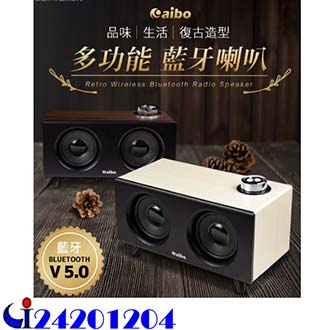 aibo
品味 | 生活 | 復古造型
多功能 藍牙喇叭
Retro Wireless Bluetooth Radio Speaker
aibo
aibo
藍牙
BLUETOOTH
V 5.0
24201204